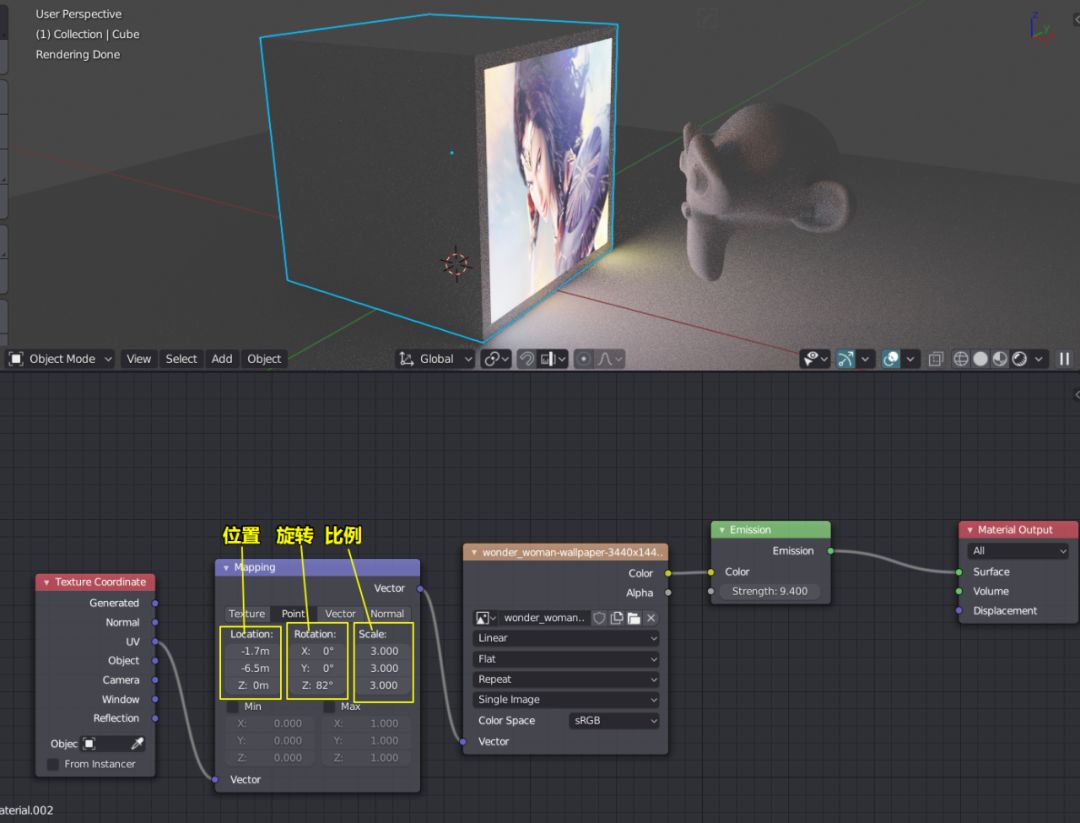 User Perspective
(1) Collection | Cube
Rendering Done
Z
Y
Object Mode
View
Select
Add
Object
Global
位置 旋转 比例
Texture Coordinate
Generated
Normal
UV
Object
Camera
Window
Reflection
Objec
From Instancer
Mapping
Vector
Texture
Point
Vector
Normal
Location:
-1.7m
-6.5m
Z: 0m
Rotation:
X: 0°
Y: 0°
Z: 82°
Scale:
3.000
3.000
3.000
Min
X: 0.000
Y: 0.000
Z: 0.000
Max
X: 1.000
Y: 1.000
Z: 1.000
Vector
wonder_woman-wallpaper-3440x144..
Color
Alpha
wonder_woman..
Linear
Flat
Repeat
Single Image
Color Space
sRGB
Vector
Emission
Emission
Color
Strength: 9.400
Material Output
All
Surface
Volume
Displacement
aterial.002